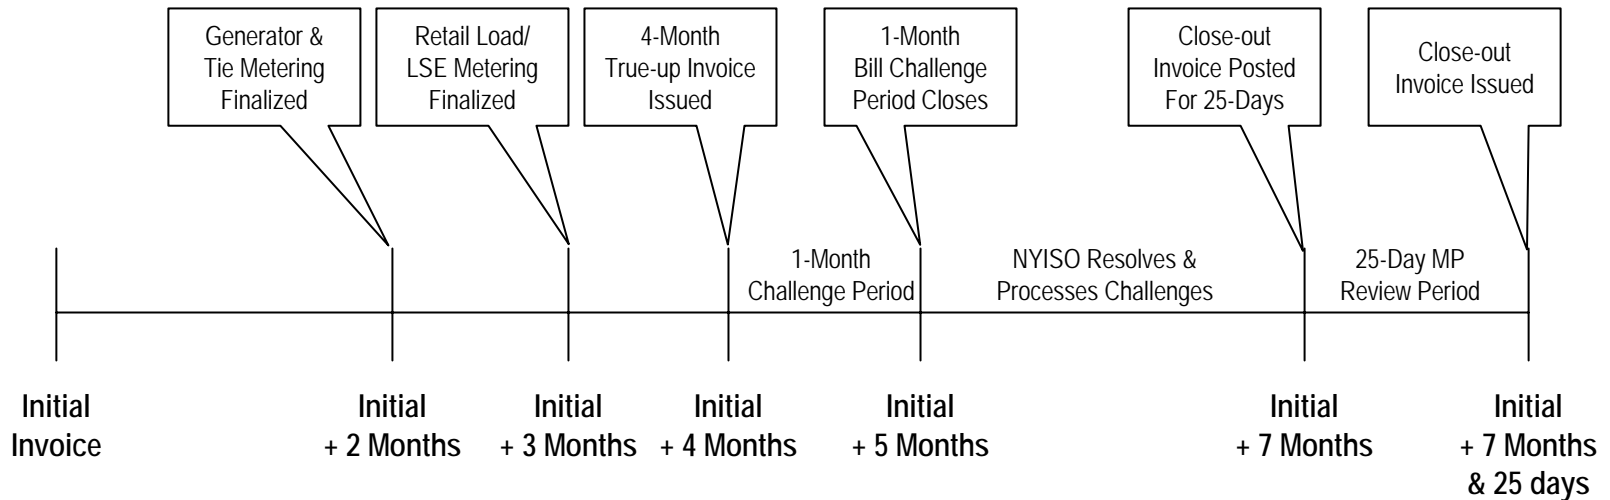 Generator &
Tie Metering
Finalized
Retail Load/
LSE Metering
Finalized
4-Month
True-up Invoice
Issued
1-Month
Bill Challenge
Period Closes
Close-out
Invoice Posted
For 25-Days
Close-out
Invoice Issued
1-Month
Challenge Period
NYISO Resolves &
Processes Challenges
25-Day MP
Review Period
Initial
Invoice
Initial
+ 2 Months
Initial
+ 3 Months
Initial
+ 4 Months
Initial
+ 5 Months
Initial
+ 7 Months
Initial
+ 7 Months
& 25 days